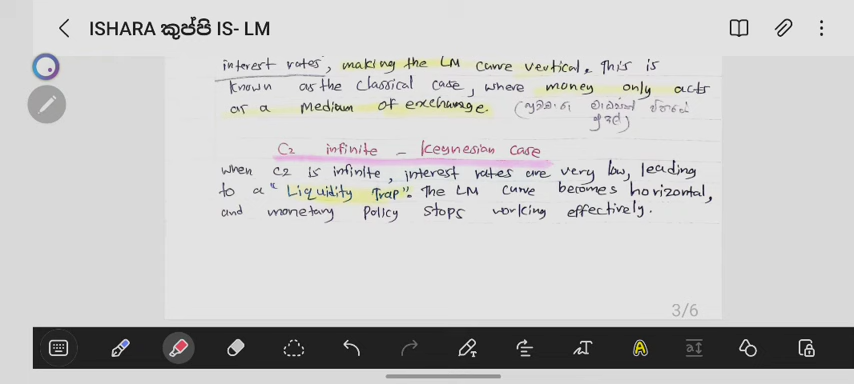 ISHARA කුප්පි IS- LM
interest rates, making the LM curve vertical. This is
known as the classical case, where money only acts
as a medium of exchange.
C2 infinite - Keynesian case
when C2 is infinite, interest rates are very low, leading
to a "Liquidity Trap". The LM curve becomes horizontal,
and monetary policy stops working effectively.
3/6